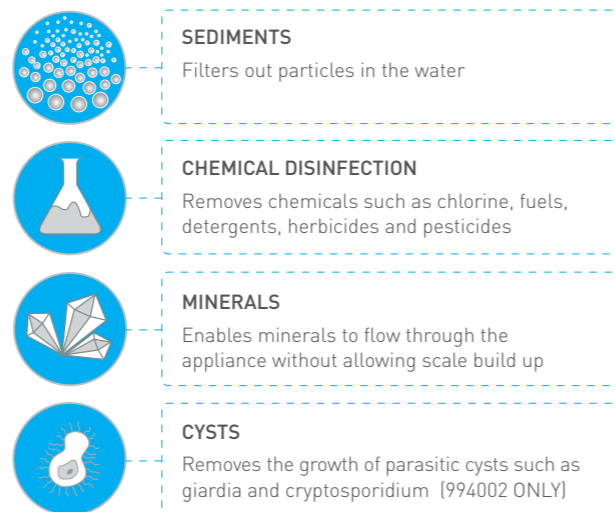 SEDIMENTS
Filters out particles in the water
CHEMICAL DISINFECTION
Removes chemicals such as chlorine, fuels,
detergents, herbicides and pesticides
MINERALS
Enables minerals to flow through the
appliance without allowing scale build up
CYSTS
Removes the growth of parasitic cysts such as
giardia and cryptosporidium (994002 ONLY)